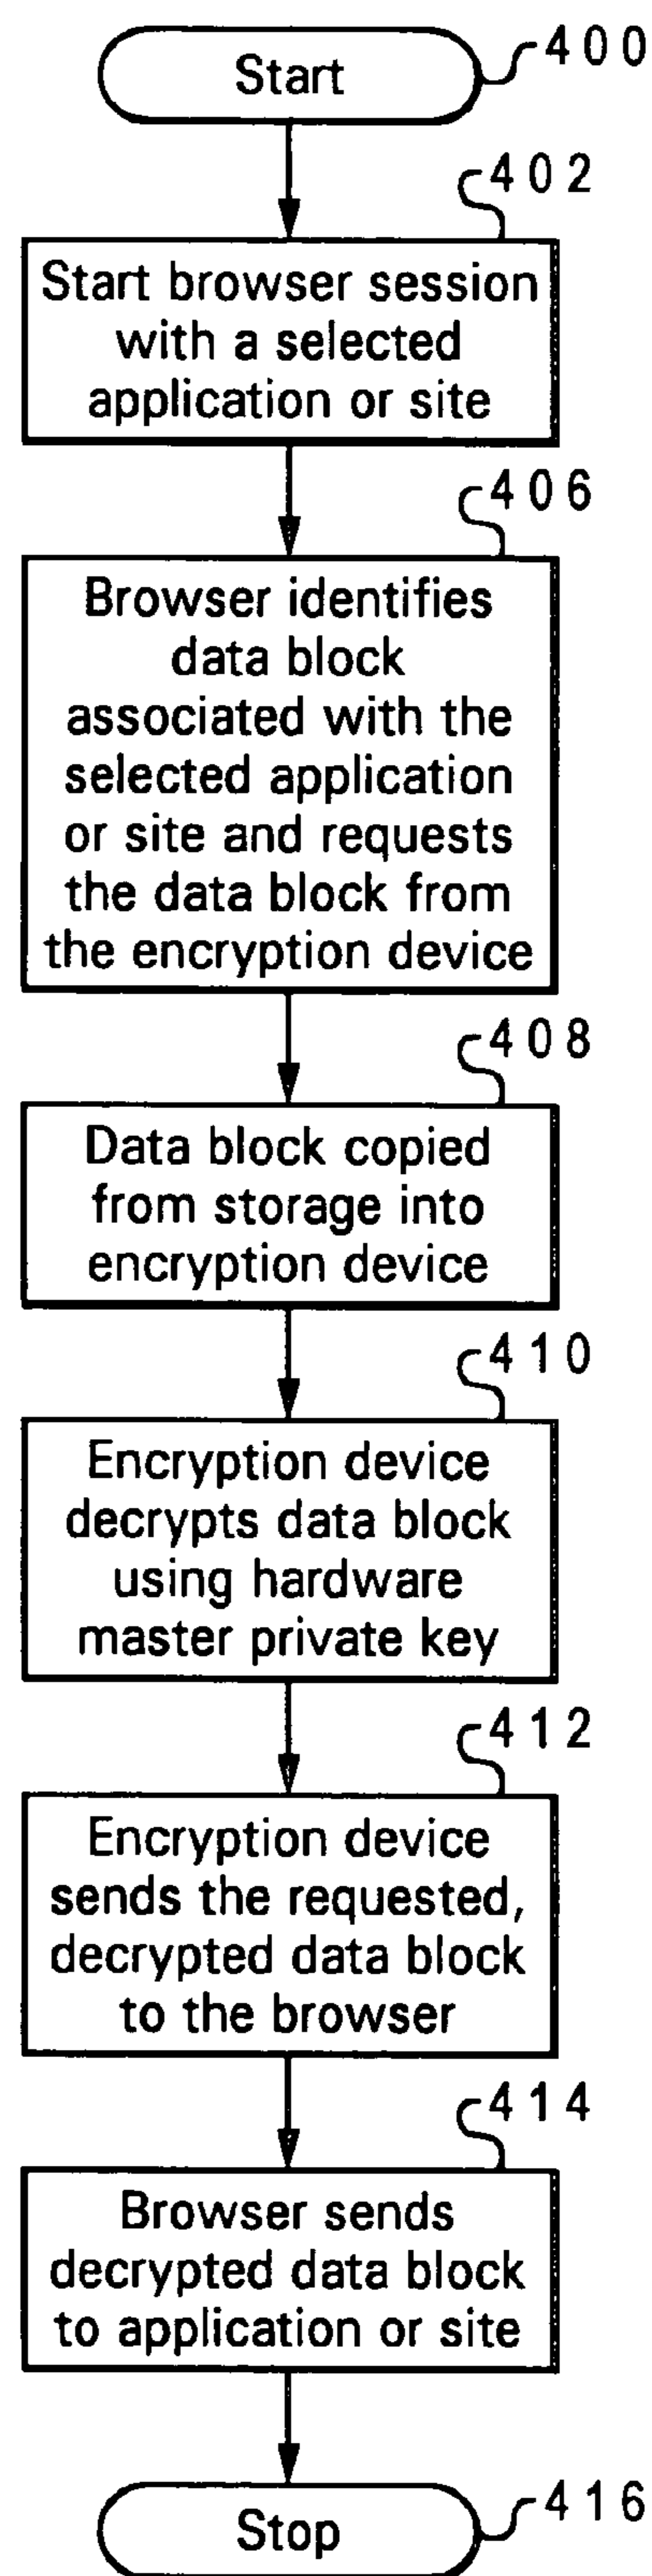 Start
400
402
Start browser session
with a selected
application or site
406
Browser identifies
data block
associated with the
selected application
or site and requests
the data block from
the encryption device
408
Data block copied
from storage into
encryption device
410
Encryption device
decrypts data block
using hardware
master private key
412
Encryption device
sends the requested,
decrypted data block
to the browser
414
Browser sends
decrypted data block
to application or site
Stop
416